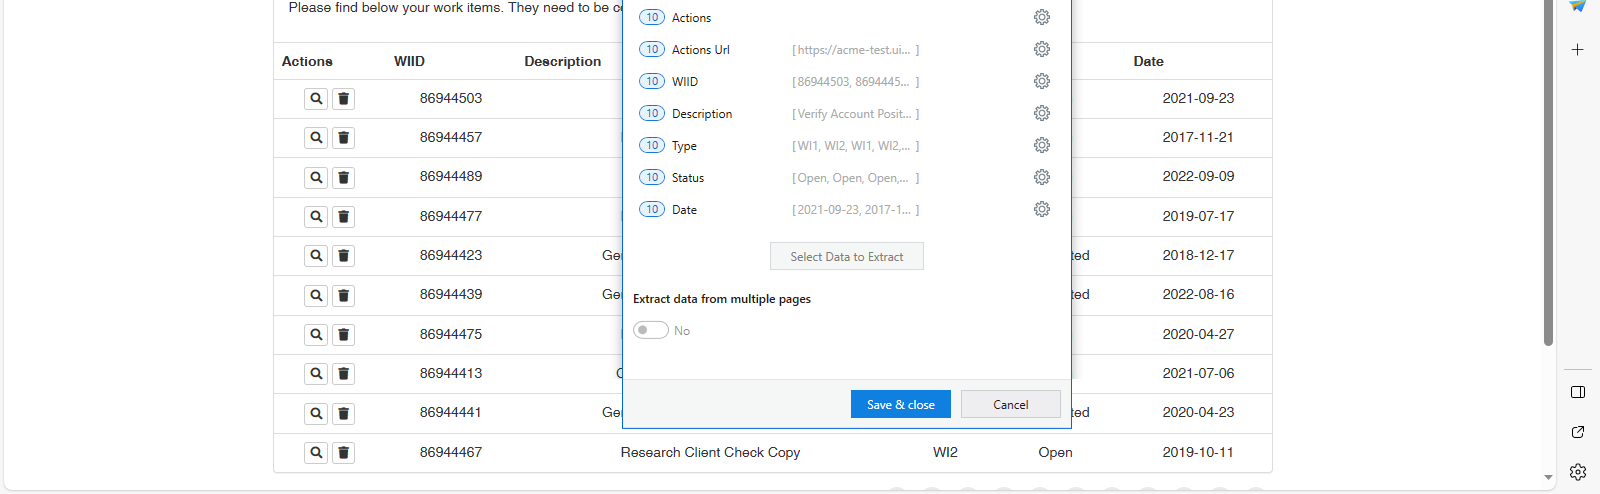 Please find below your work items. They need to be c
Actions WIID Description Date
86944503 2021-09-23
86944457 2017-11-21
86944489 2022-09-09
86944477 2019-07-17
86944423 Ger ted 2018-12-17
86944439 Ger ted 2022-08-16
86944475 2020-04-27
86944413 2021-07-06
86944441 Ger ted 2020-04-23
86944467 Research Client Check Copy WI2 Open 2019-10-11
10 Actions
10 Actions Url [ https://acme-test.ui... ]
10 WIID [ 86944503, 8694445... ]
10 Description [ Verify Account Posit... ]
10 Type [ WI1, WI2, WI1, WI2,... ]
10 Status [ Open, Open, Open,... ]
10 Date [ 2021-09-23, 2017-1... ]
Select Data to Extract
Extract data from multiple pages
No
Save & close Cancel